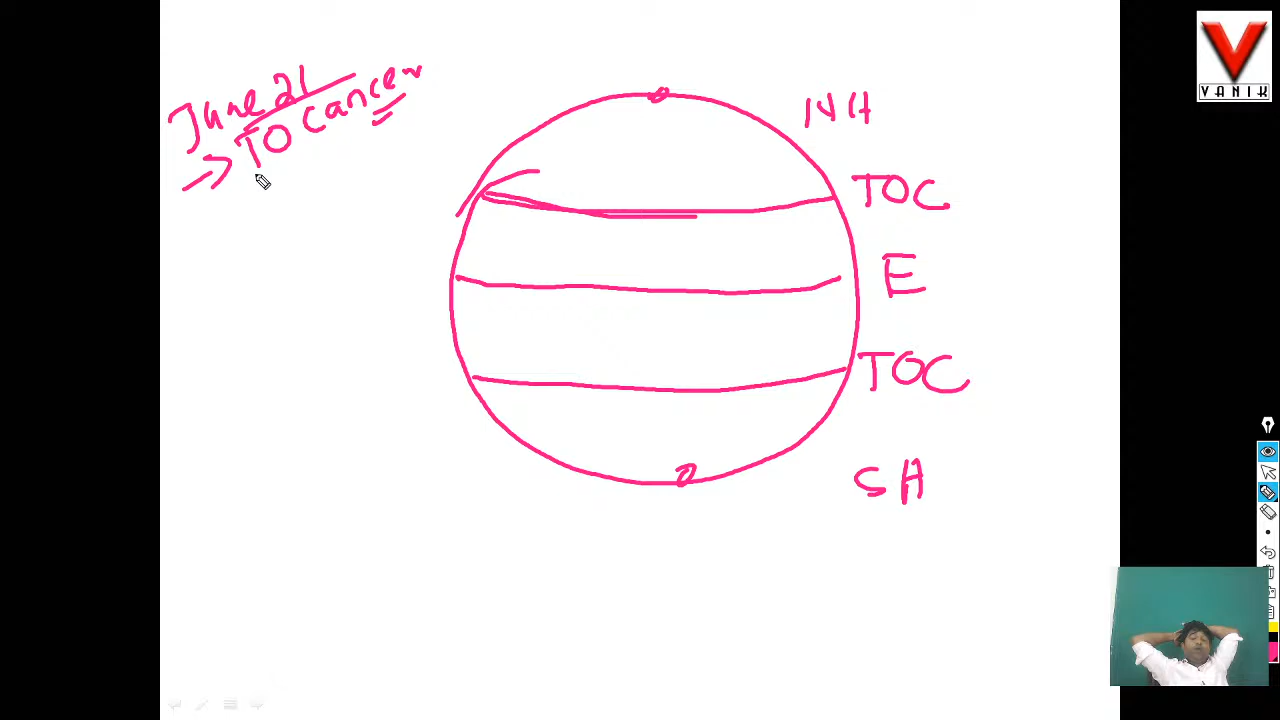 June 21
→ TO Cancer
NH
TOC
E
TOC
SH
VANIK